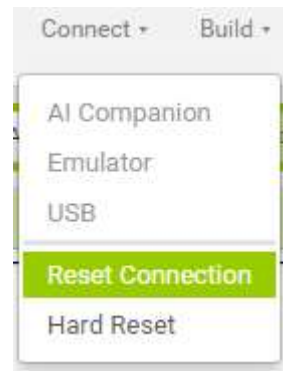 Connect Build
AI Companion
Emulator
USB
Reset Connection
Hard Reset